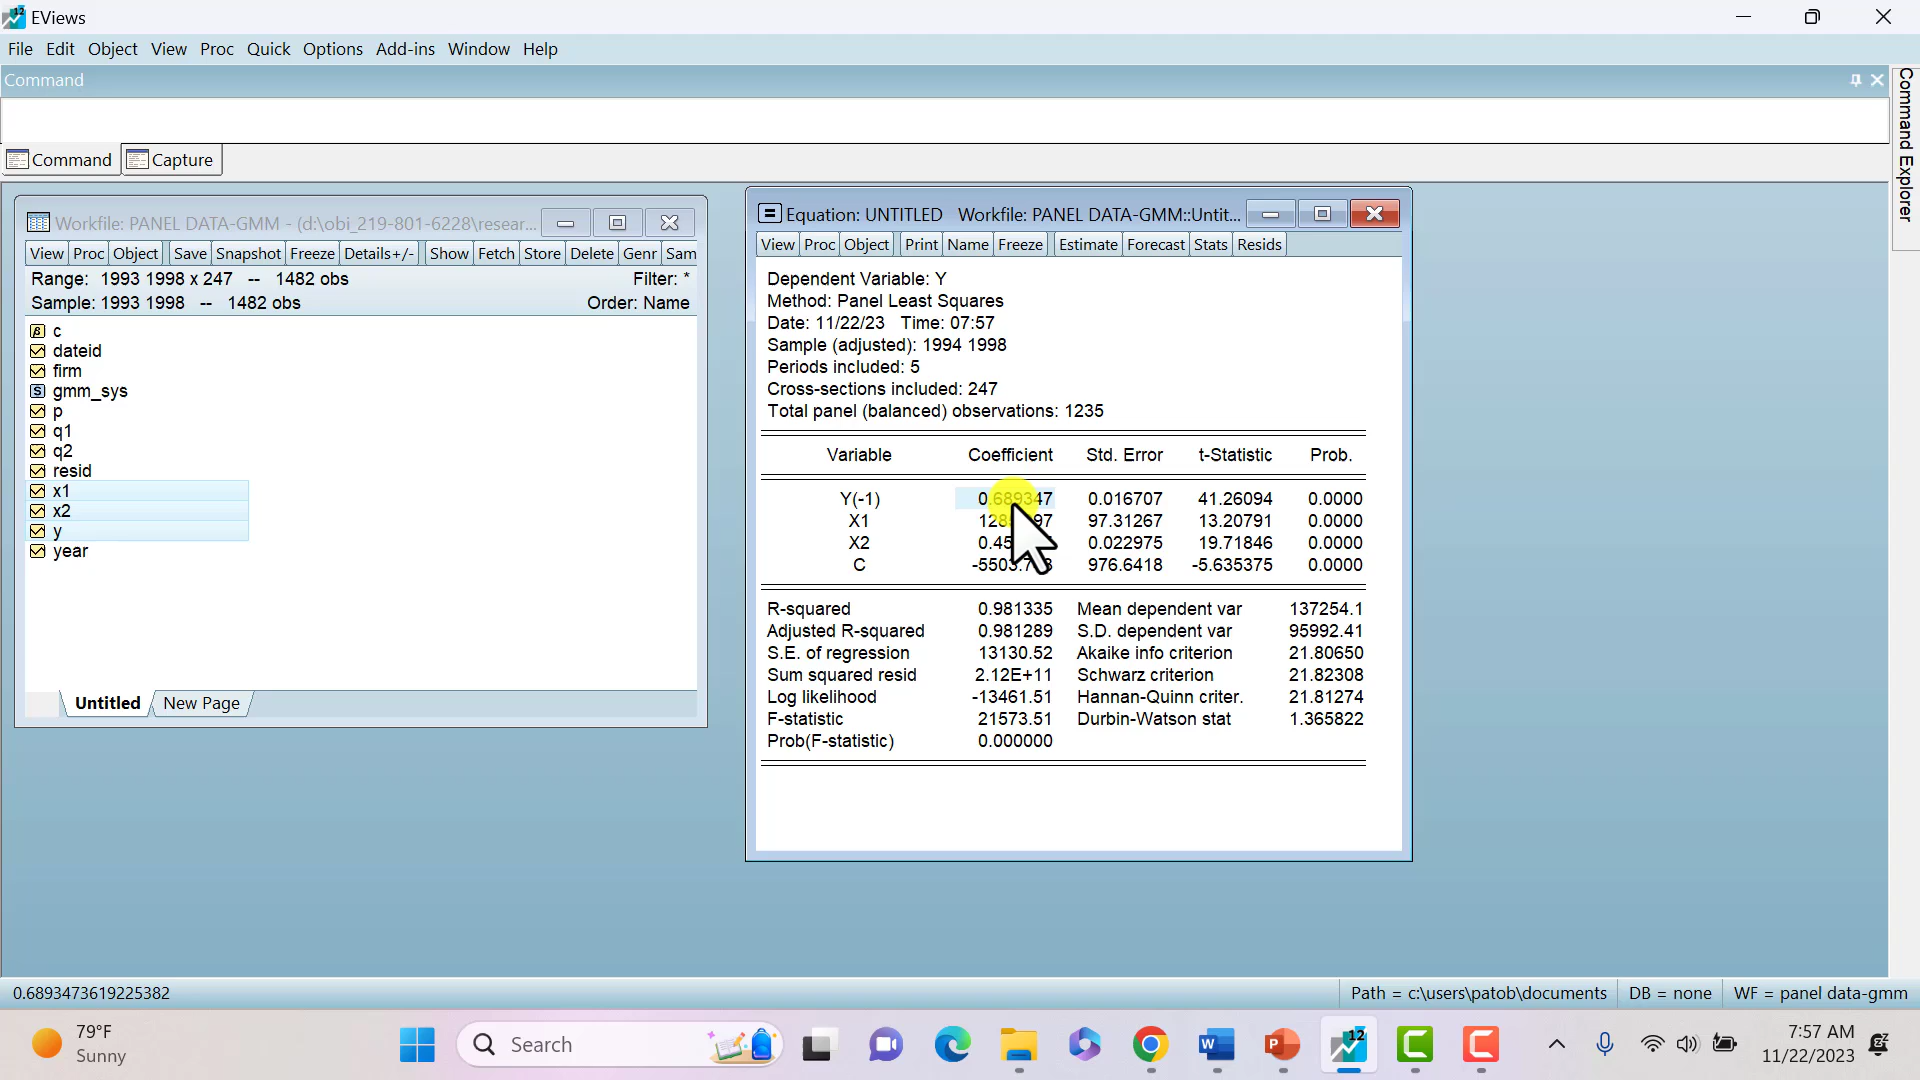 EViews
File Edit Object View Proc Quick Options Add-ins Window Help
Command
Command Capture
Command Explorer
Workfile: PANEL DATA-GMM - (d:\obi_219-801-6228\resear...
View Proc Object Save Snapshot Freeze Details+/- Show Fetch Store Delete Genr Sam
Range: 1993 1998 x 247 -- 1482 obs Filter: *
Sample: 1993 1998 -- 1482 obs Order: Name
c
dateid
firm
gmm_sys
p
q1
q2
resid
x1
x2
y
year
Untitled New Page
Equation: UNTITLED Workfile: PANEL DATA-GMM::Untit...
View Proc Object Print Name Freeze Estimate Forecast Stats Resids
Dependent Variable: Y
Method: Panel Least Squares
Date: 11/22/23 Time: 07:57
Sample (adjusted): 1994 1998
Periods included: 5
Cross-sections included: 247
Total panel (balanced) observations: 1235
Variable Coefficient Std. Error t-Statistic Prob.
Y(-1) 0.689347 0.016707 41.26094 0.0000
X1 97.31267 13.20791 0.0000
X2 0.022975 19.71846 0.0000
C 976.6418 -5.635375 0.0000
R-squared 0.981335 Mean dependent var 137254.1
Adjusted R-squared 0.981289 S.D. dependent var 95992.41
S.E. of regression 13130.52 Akaike info criterion 21.80650
Sum squared resid 2.12E+11 Schwarz criterion 21.82308
Log likelihood -13461.51 Hannan-Quinn criter. 21.81274
F-statistic 21573.51 Durbin-Watson stat 1.365822
Prob(F-statistic) 0.000000
0.6893473619225382 Path = c:\users\patob\documents DB = none WF = panel data-gmm
79°F
Sunny
Search
12
7:57 AM
11/22/2023